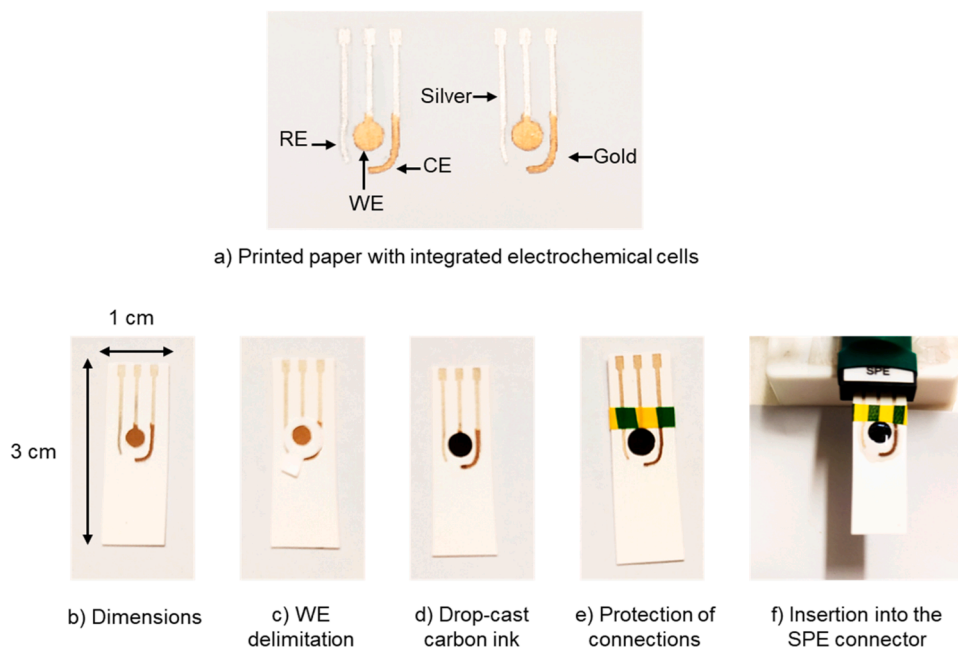 Silver
RE
Gold
CE
WE
a) Printed paper with integrated electrochemical cells
1 cm
3 cm
SPE
b) Dimensions
c) WE
delimitation
d) Drop-cast
carbon ink
e) Protection of
connections
f) Insertion into the
SPE connector